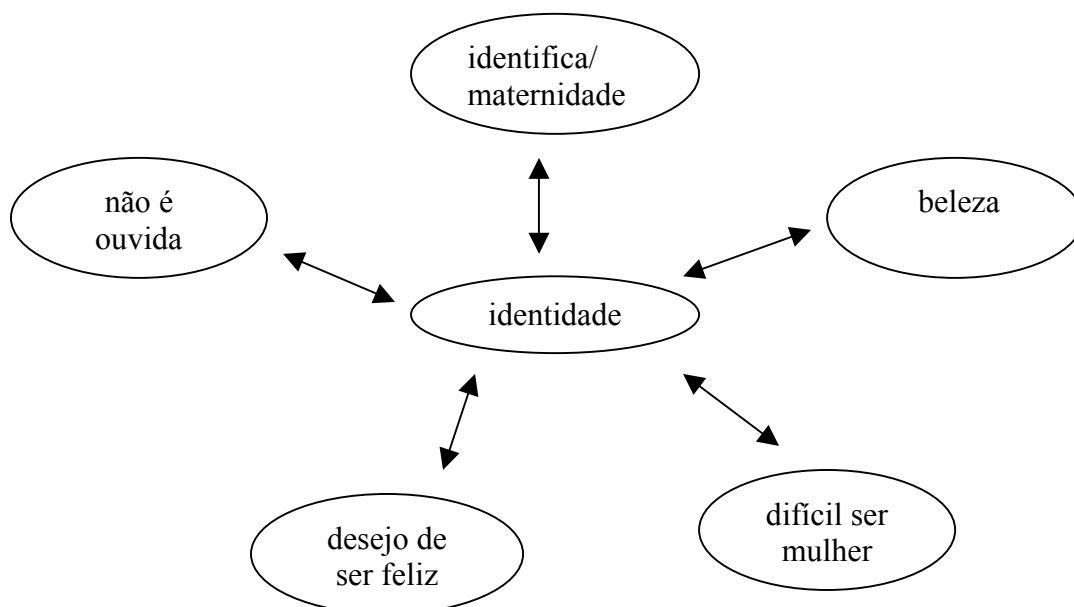 identifica/
maternidade
não é
ouvida
beleza
identidade
desejo de
ser feliz
difícil ser
mulher